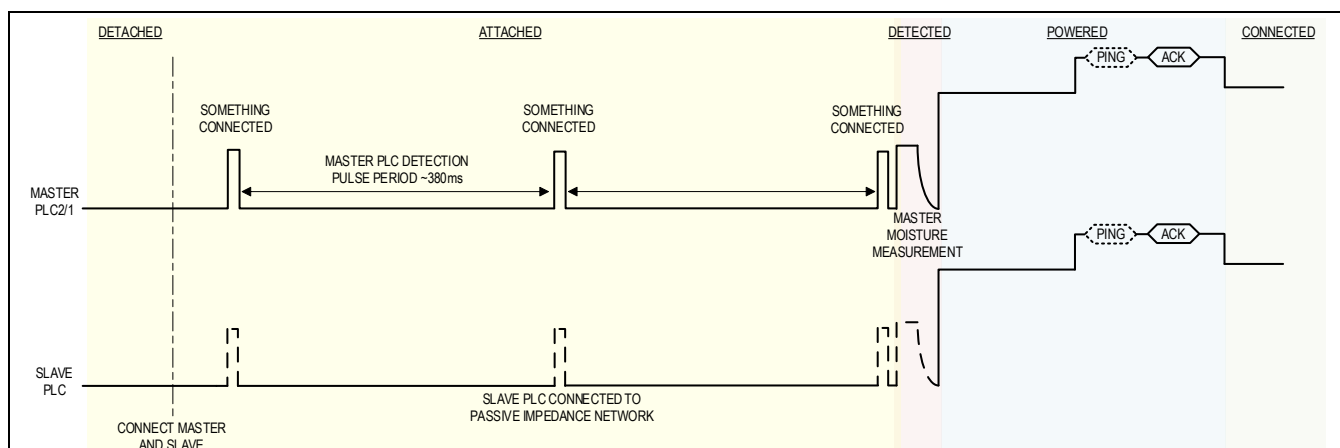 DETACHED
ATTACHED
DETECTED
POWERED
CONNECTED
PING
ACK
SOMETHING
CONNECTED
SOMETHING
CONNECTED
SOMETHING
CONNECTED
MASTER PLC DETECTION
PULSE PERIOD ~380ms
MASTER
PLC2/1
MASTER
MOISTURE
MEASUREMENT
PING
ACK
SLAVE
PLC
SLAVE PLC CONNECTED TO
PASSIVE IMPEDANCE NETWORK
CONNECT MASTER
AND SLAVE